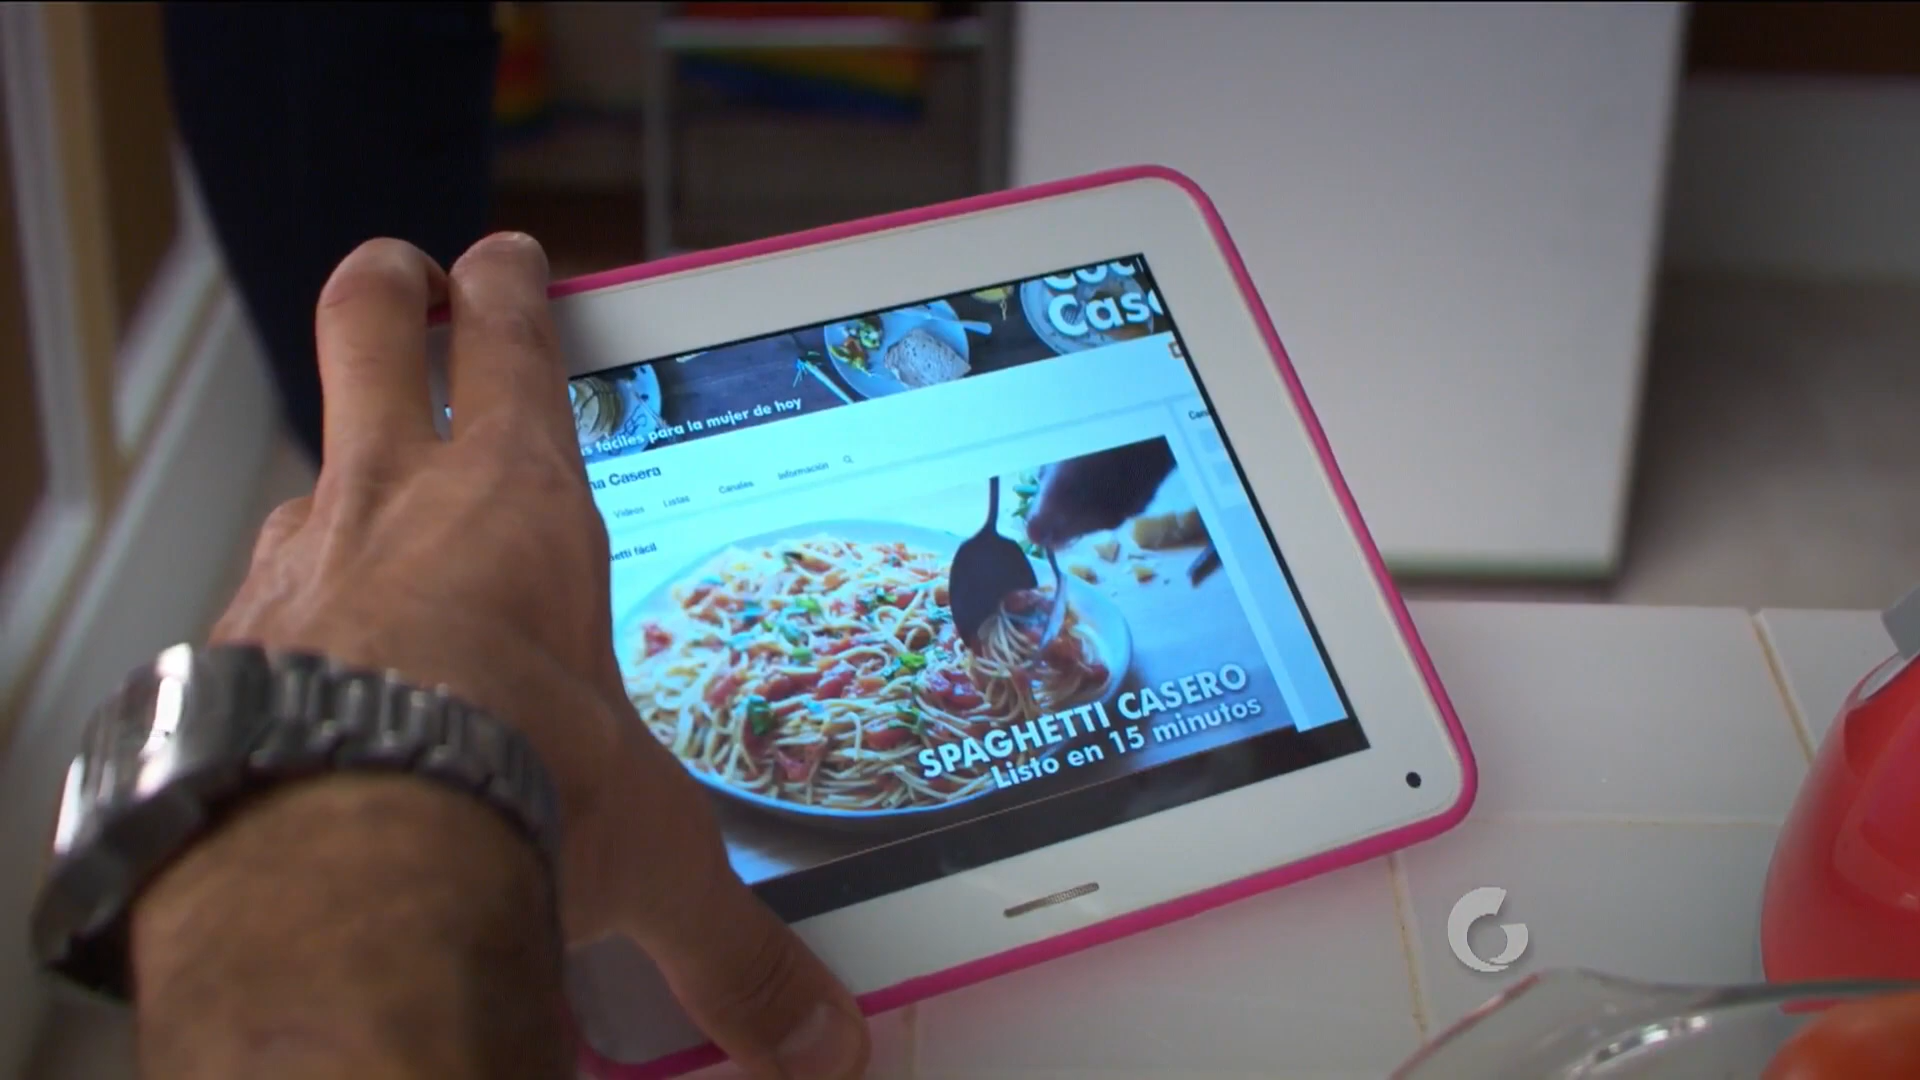 Cas
s fáciles para la mujer de hoy
na Casera
Videos Listas Canales Información
hetti fácil
SPAGHETTI CASERO
Listo en 15 minutos